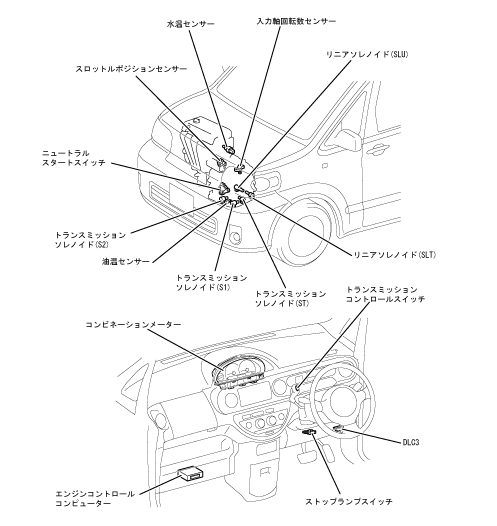 水温センサー
入力軸回転数センサー
リニアソレノイド(SLU)
スロットルポジションセンサー
ニュートラル
スタートスイッチ
トランスミッション
ソレノイド(S2)
油温センサー
トランスミッション
ソレノイド(S1)
トランスミッション
ソレノイド(ST)
リニアソレノイド(SLT)
トランスミッション
コントロールスイッチ
コンビネーションメーター
DLC3
エンジンコントロール
コンピューター
ストップランプスイッチ